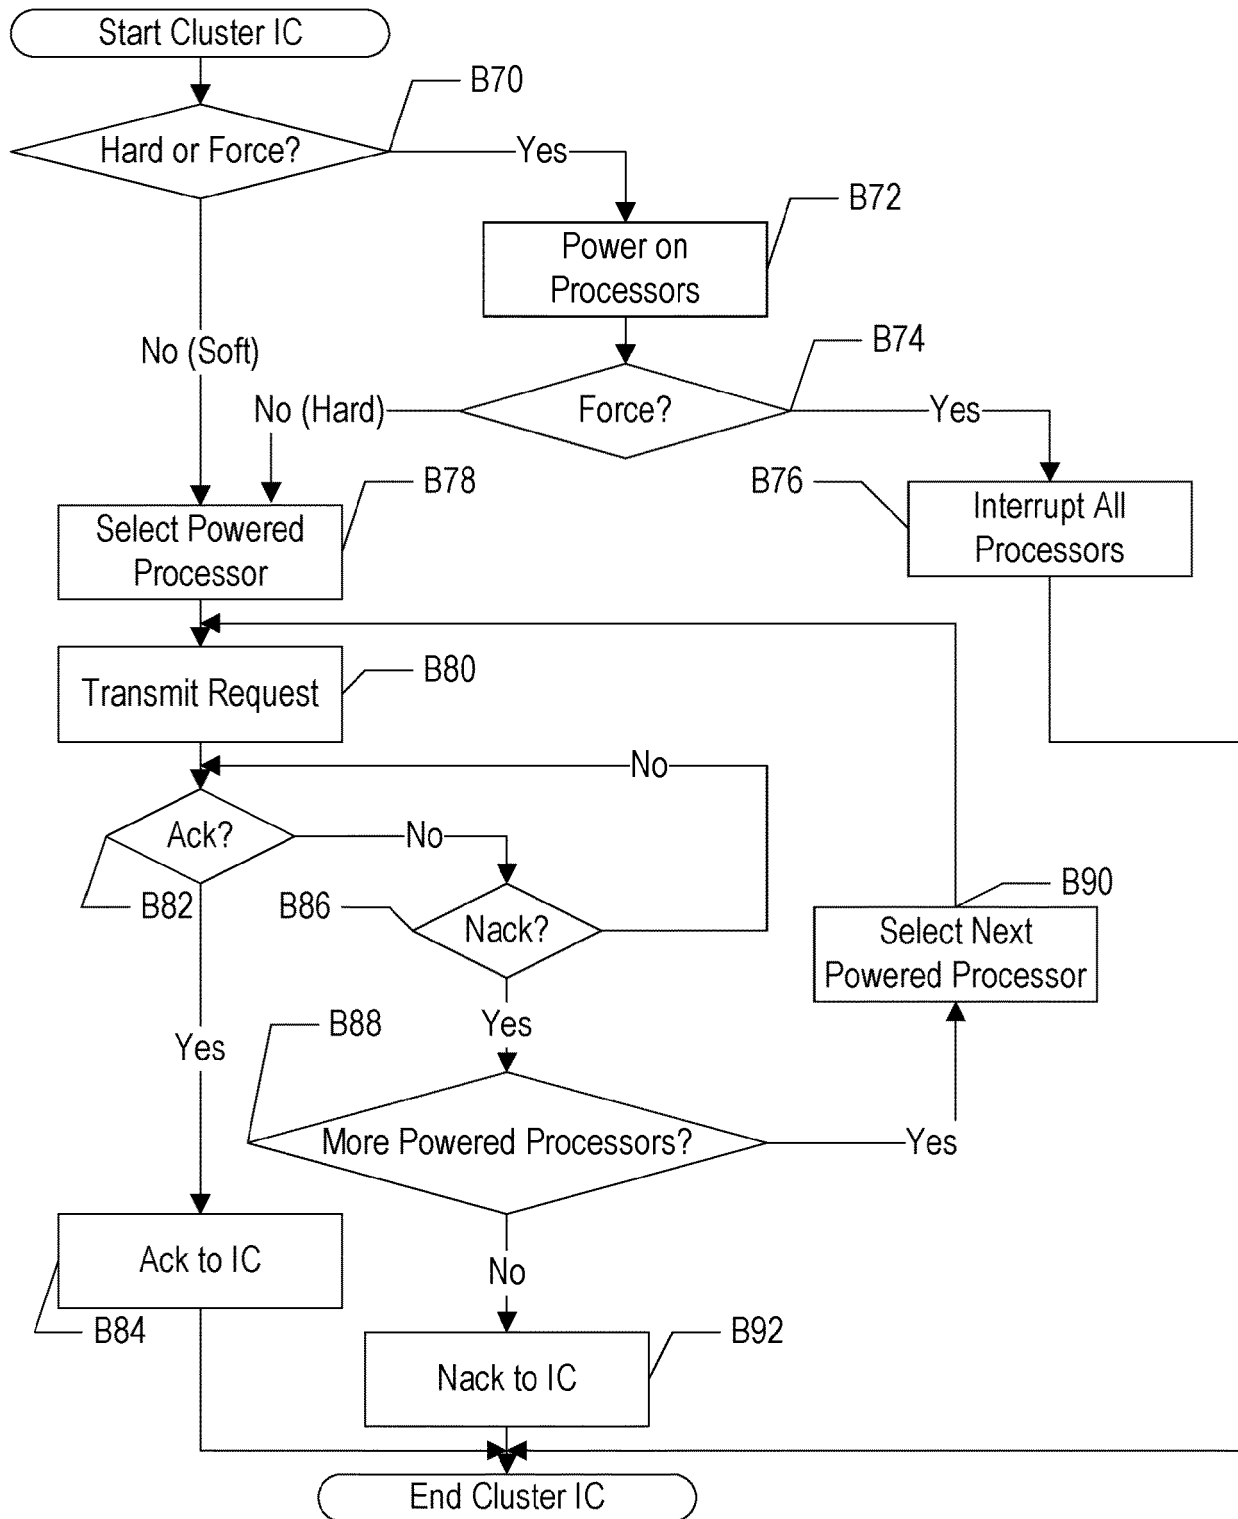 Start Cluster IC
B70
Hard or Force?
Yes
B72
Power on
Processors
B74
No (Soft)
No (Hard)
Force?
Yes
B78
B76
Select Powered
Processor
Interrupt All
Processors
Transmit Request
B80
No
Ack?
No
B82
B86
Nack?
B90
Select Next
Powered Processor
Yes
B88
Yes
More Powered Processors?
Yes
Ack to IC
No
B84
B92
Nack to IC
End Cluster IC